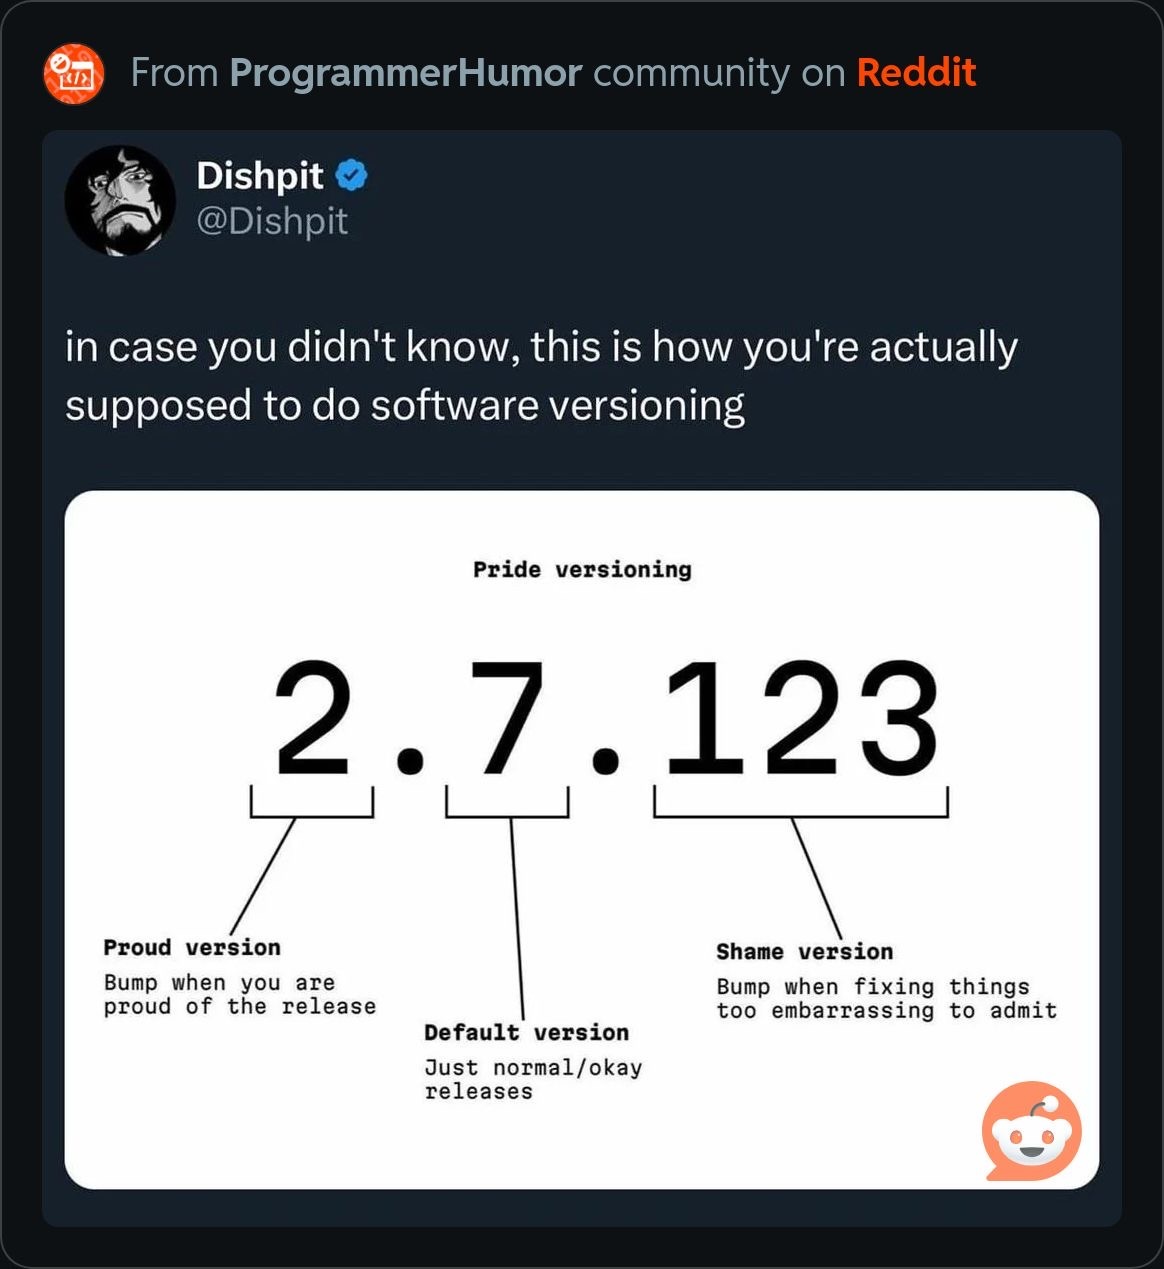 From ProgrammerHumor community on Reddit
Dishpit
@Dishpit
in case you didn't know, this is how you're actually
supposed to do software versioning
Pride versioning
2.7.123
Proud version
Bump when you are
proud of the release
Default version
Just normal/okay
releases
Shame version
Bump when fixing things
too embarrassing to admit